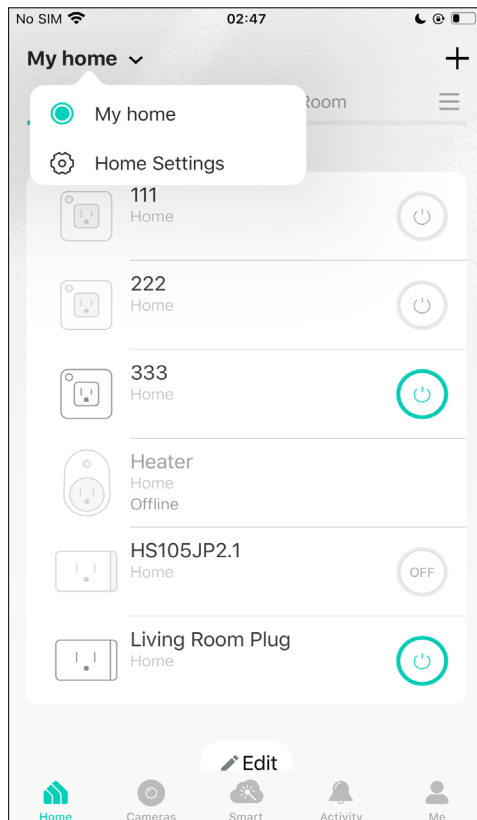 No SIM 02:47
My home
Room
My home
Home Settings
111
Home
222
Home
333
Home
Heater
Home
Offline
HS105JP2.1
Home
OFF
Living Room Plug
Home
Edit
Home Cameras Smart Activity Me